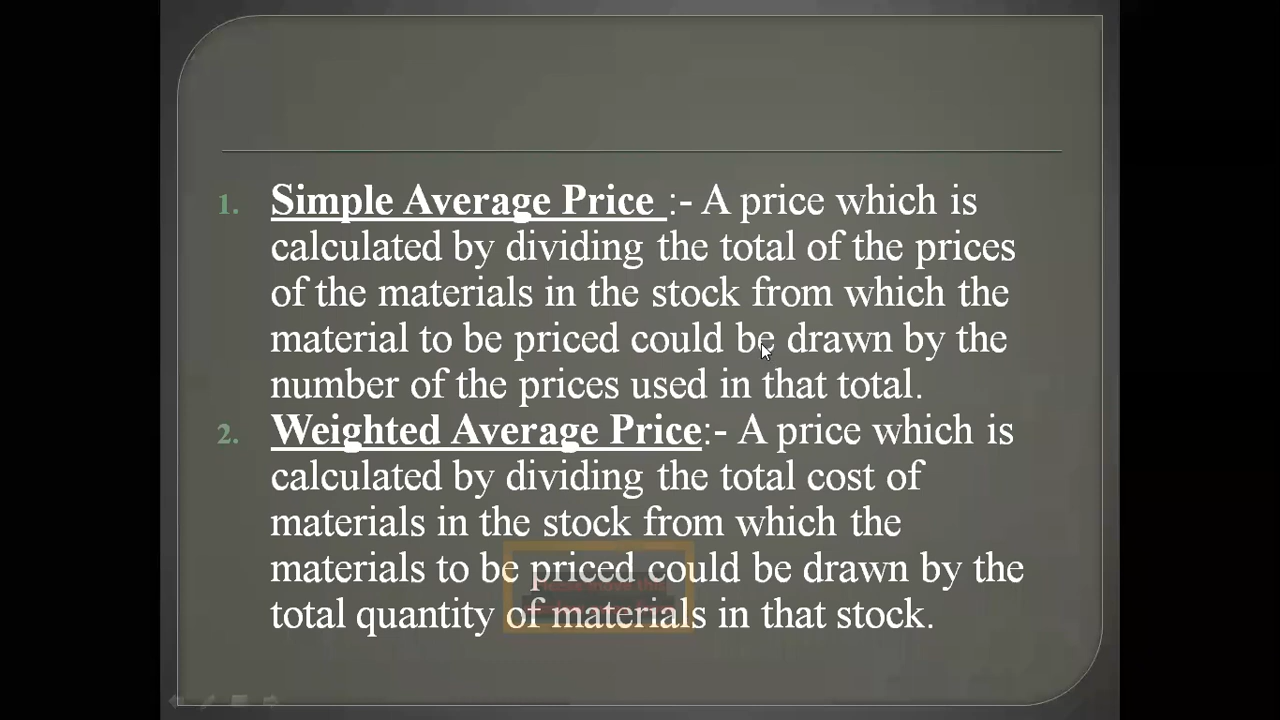 1. Simple Average Price :- A price which is
calculated by dividing the total of the prices
of the materials in the stock from which the
material to be priced could be drawn by the
number of the prices used in that total.
2. Weighted Average Price:- A price which is
calculated by dividing the total cost of
materials in the stock from which the
materials to be priced could be drawn by the
total quantity of materials in that stock.